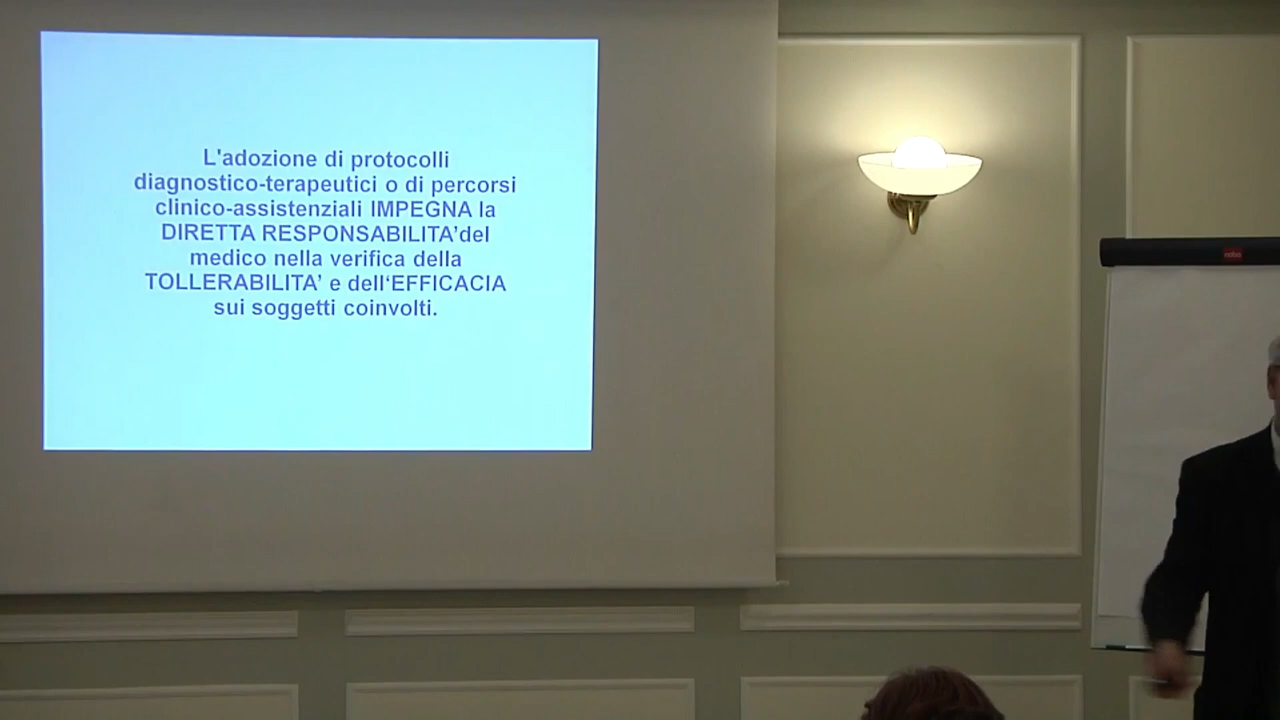 L'adozione di protocolli
diagnostico-terapeutici o di percorsi
clinico-assistenziali IMPEGNA la
DIRETTA RESPONSABILITA'del
medico nella verifica della
TOLLERABILITA' e dell'EFFICACIA
sui soggetti coinvolti.
nobo